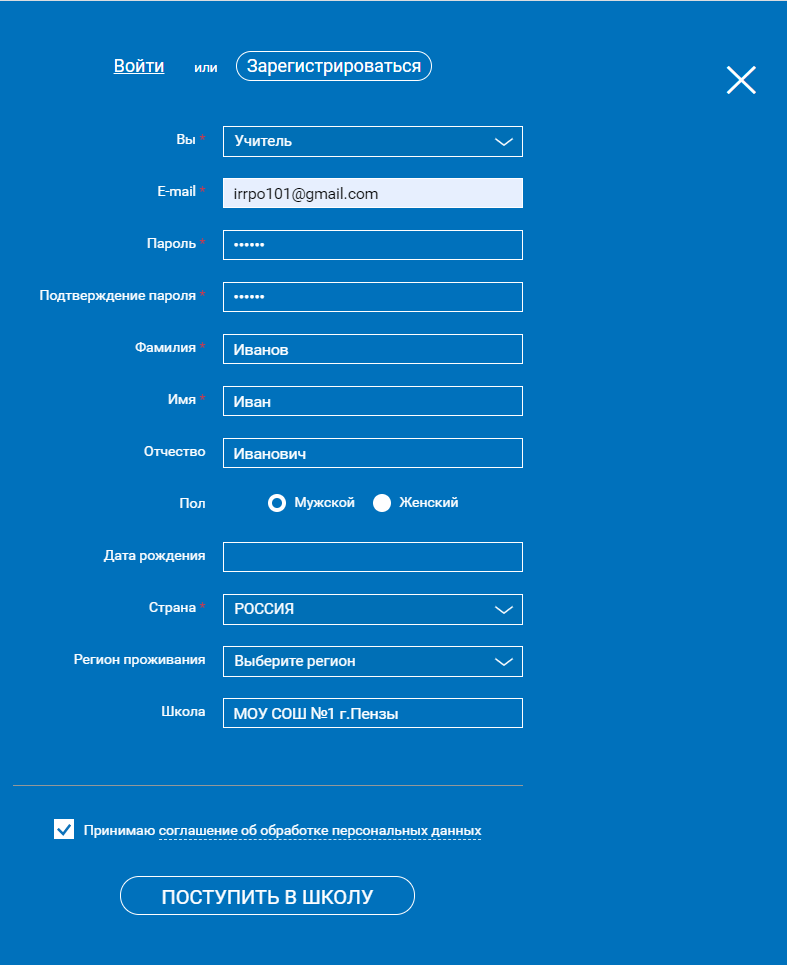 Войти или Зарегистрироваться
Вы * Учитель
E-mail * irrpo101@gmail.com
Пароль * ••••••
Подтверждение пароля * ••••••
Фамилия * Иванов
Имя * Иван
Отчество Иванович
Пол Мужской Женский
Дата рождения
Страна * РОССИЯ
Регион проживания Выберите регион
Школа МОУ СОШ №1 г.Пензы
Принимаю соглашение об обработке персональных данных
ПОСТУПИТЬ В ШКОЛУ